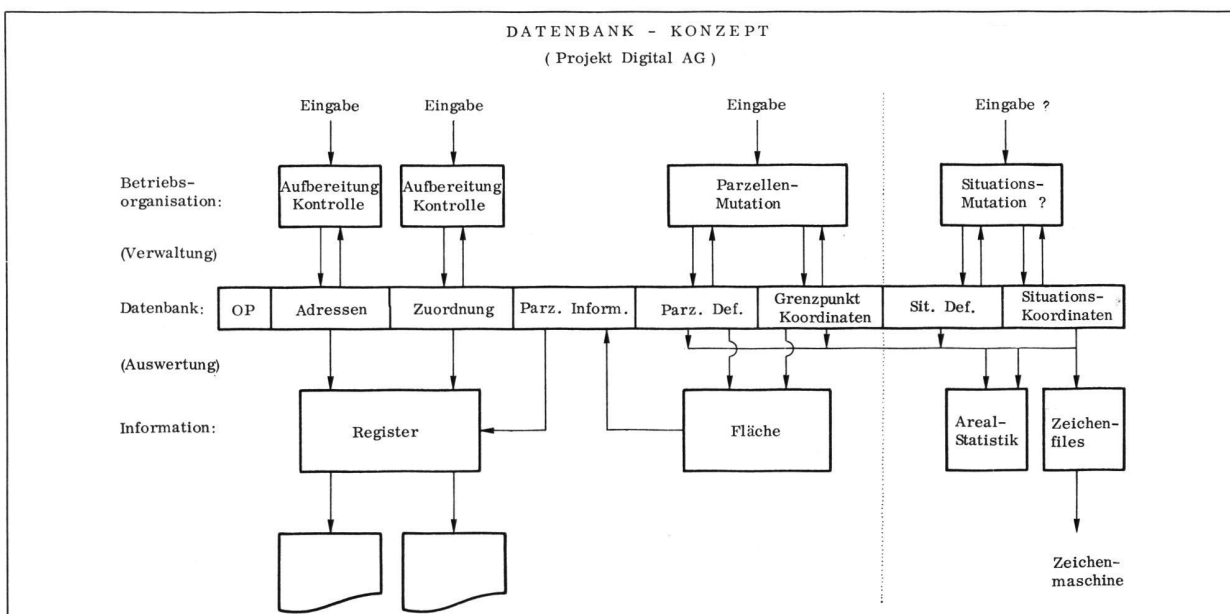 DATENBANK - KONZEPT
( Projekt Digital AG )
Eingabe
Eingabe
Eingabe
Eingabe ?
Betriebs-
organisation:
Aufbereitung
Kontrolle
Aufbereitung
Kontrolle
Parzellen-
Mutation
Situations-
Mutation ?
(Verwaltung)
Datenbank:
OP
Adressen
Zuordnung
Parz. Inform.
Parz. Def.
Grenzpunkt
Koordinaten
Sit. Def.
Situations-
Koordinaten
(Auswertung)
Information:
Register
Fläche
Areal-
Statistik
Zeichen-
files
Zeichen-
maschine